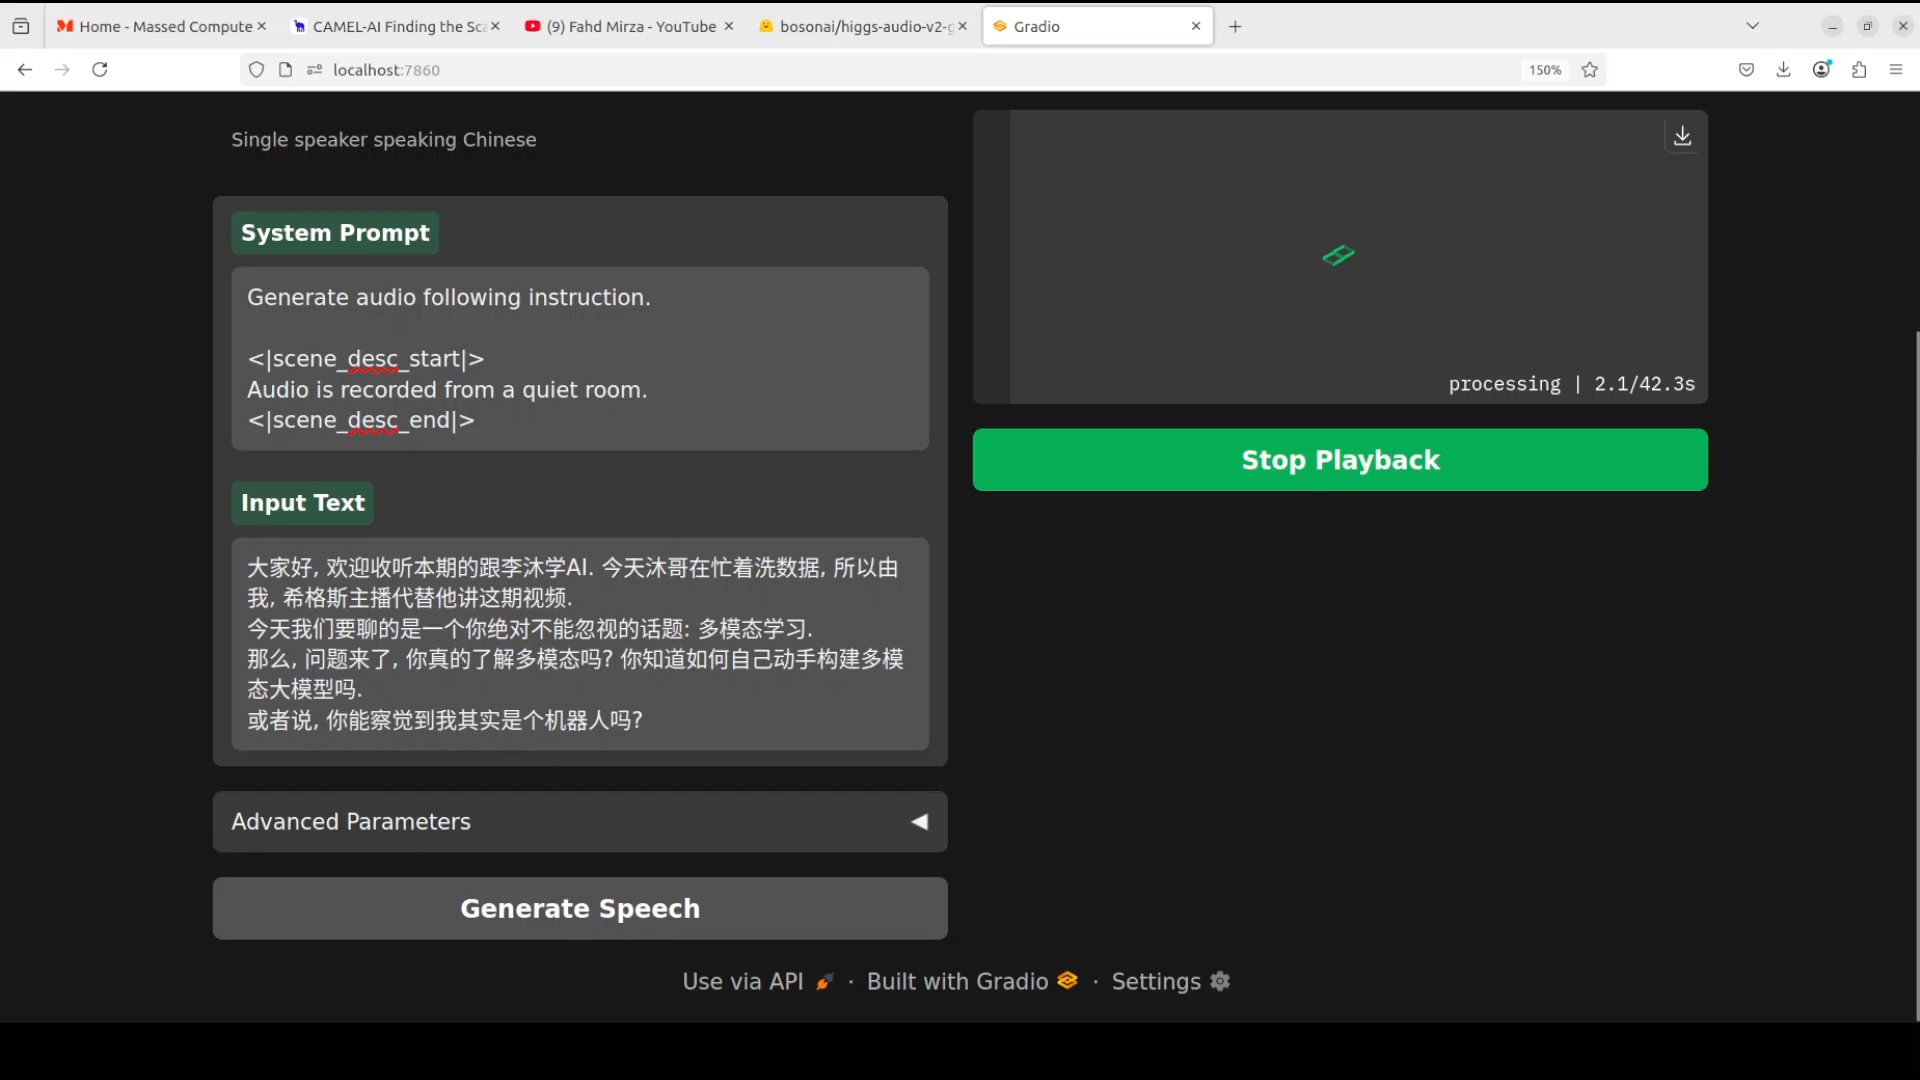 Home - Massed Compute
CAMEL-AI Finding the Sca
(9) Fahd Mirza - YouTube
bosonai/higgs-audio-v2-g
Gradio
localhost:7860
150%
Single speaker speaking Chinese
System Prompt
Generate audio following instruction.
<|scene_desc_start|>
Audio is recorded from a quiet room.
<|scene_desc_end|>
Input Text
大家好, 欢迎收听本期的跟李沐学AI. 今天沐哥在忙着洗数据, 所以由
我, 希格斯主播代替他讲这期视频.
今天我们要聊的是一个你绝对不能忽视的话题: 多模态学习.
那么, 问题来了, 你真的了解多模态吗? 你知道如何自己动手构建多模
态大模型吗.
或者说, 你能察觉到我其实是个机器人吗?
Advanced Parameters
Generate Speech
processing | 2.1/42.3s
Stop Playback
Use via API · Built with Gradio · Settings